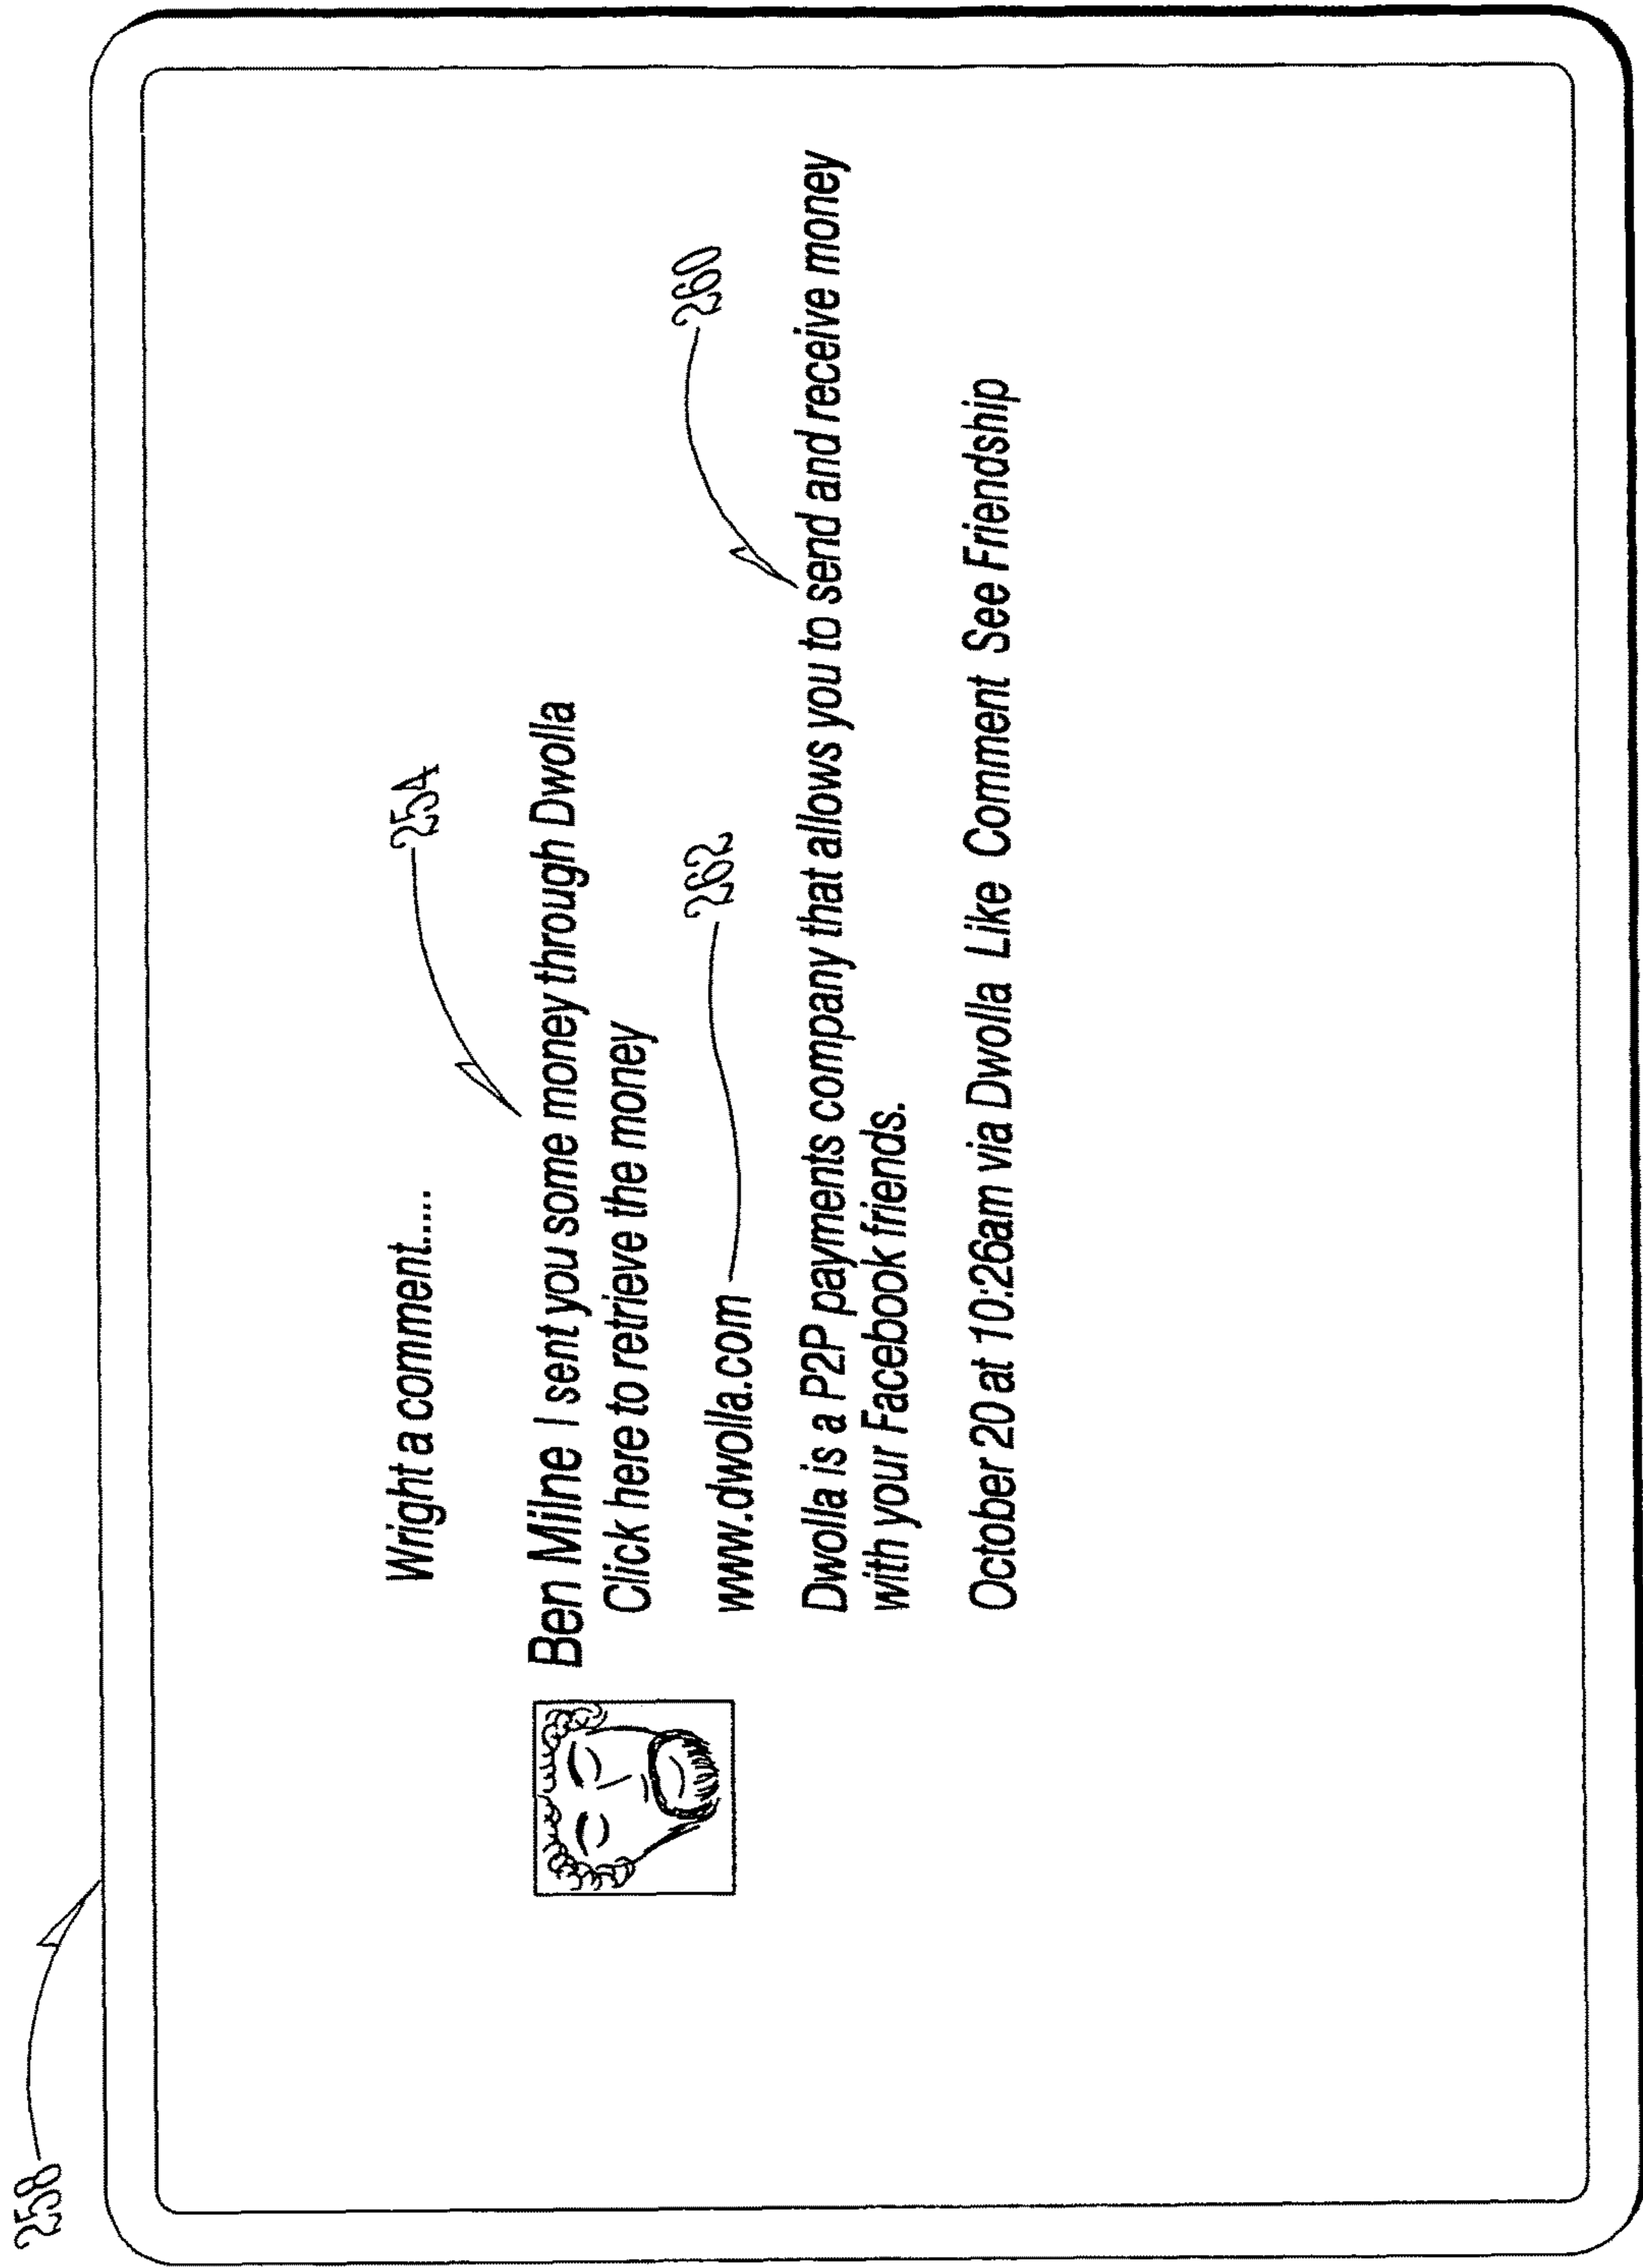 258
Wright a comment....
254
Ben Milne I sent you some money through Dwolla
Click here to retrieve the money
262
260
www.dwolla.com
Dwolla is a P2P payments company that allows you to send and receive money
with your Facebook friends.
October 20 at 10:26am via Dwolla Like Comment See Friendship